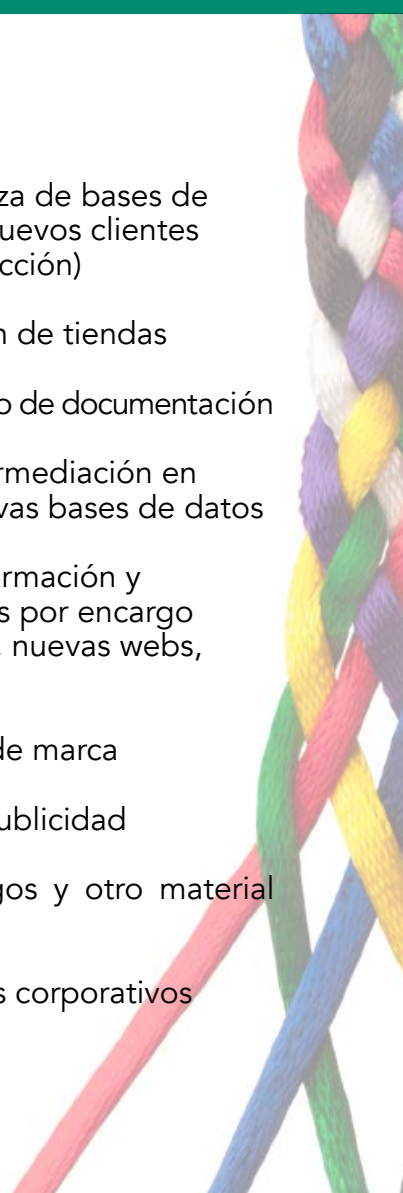 za de bases de
uevos clientes
cción)
n de tiendas
o de documentación
rmediación en
vas bases de datos
rmación y
s por encargo
nuevas webs,
de marca
ublicidad
gos y otro material
s corporativos